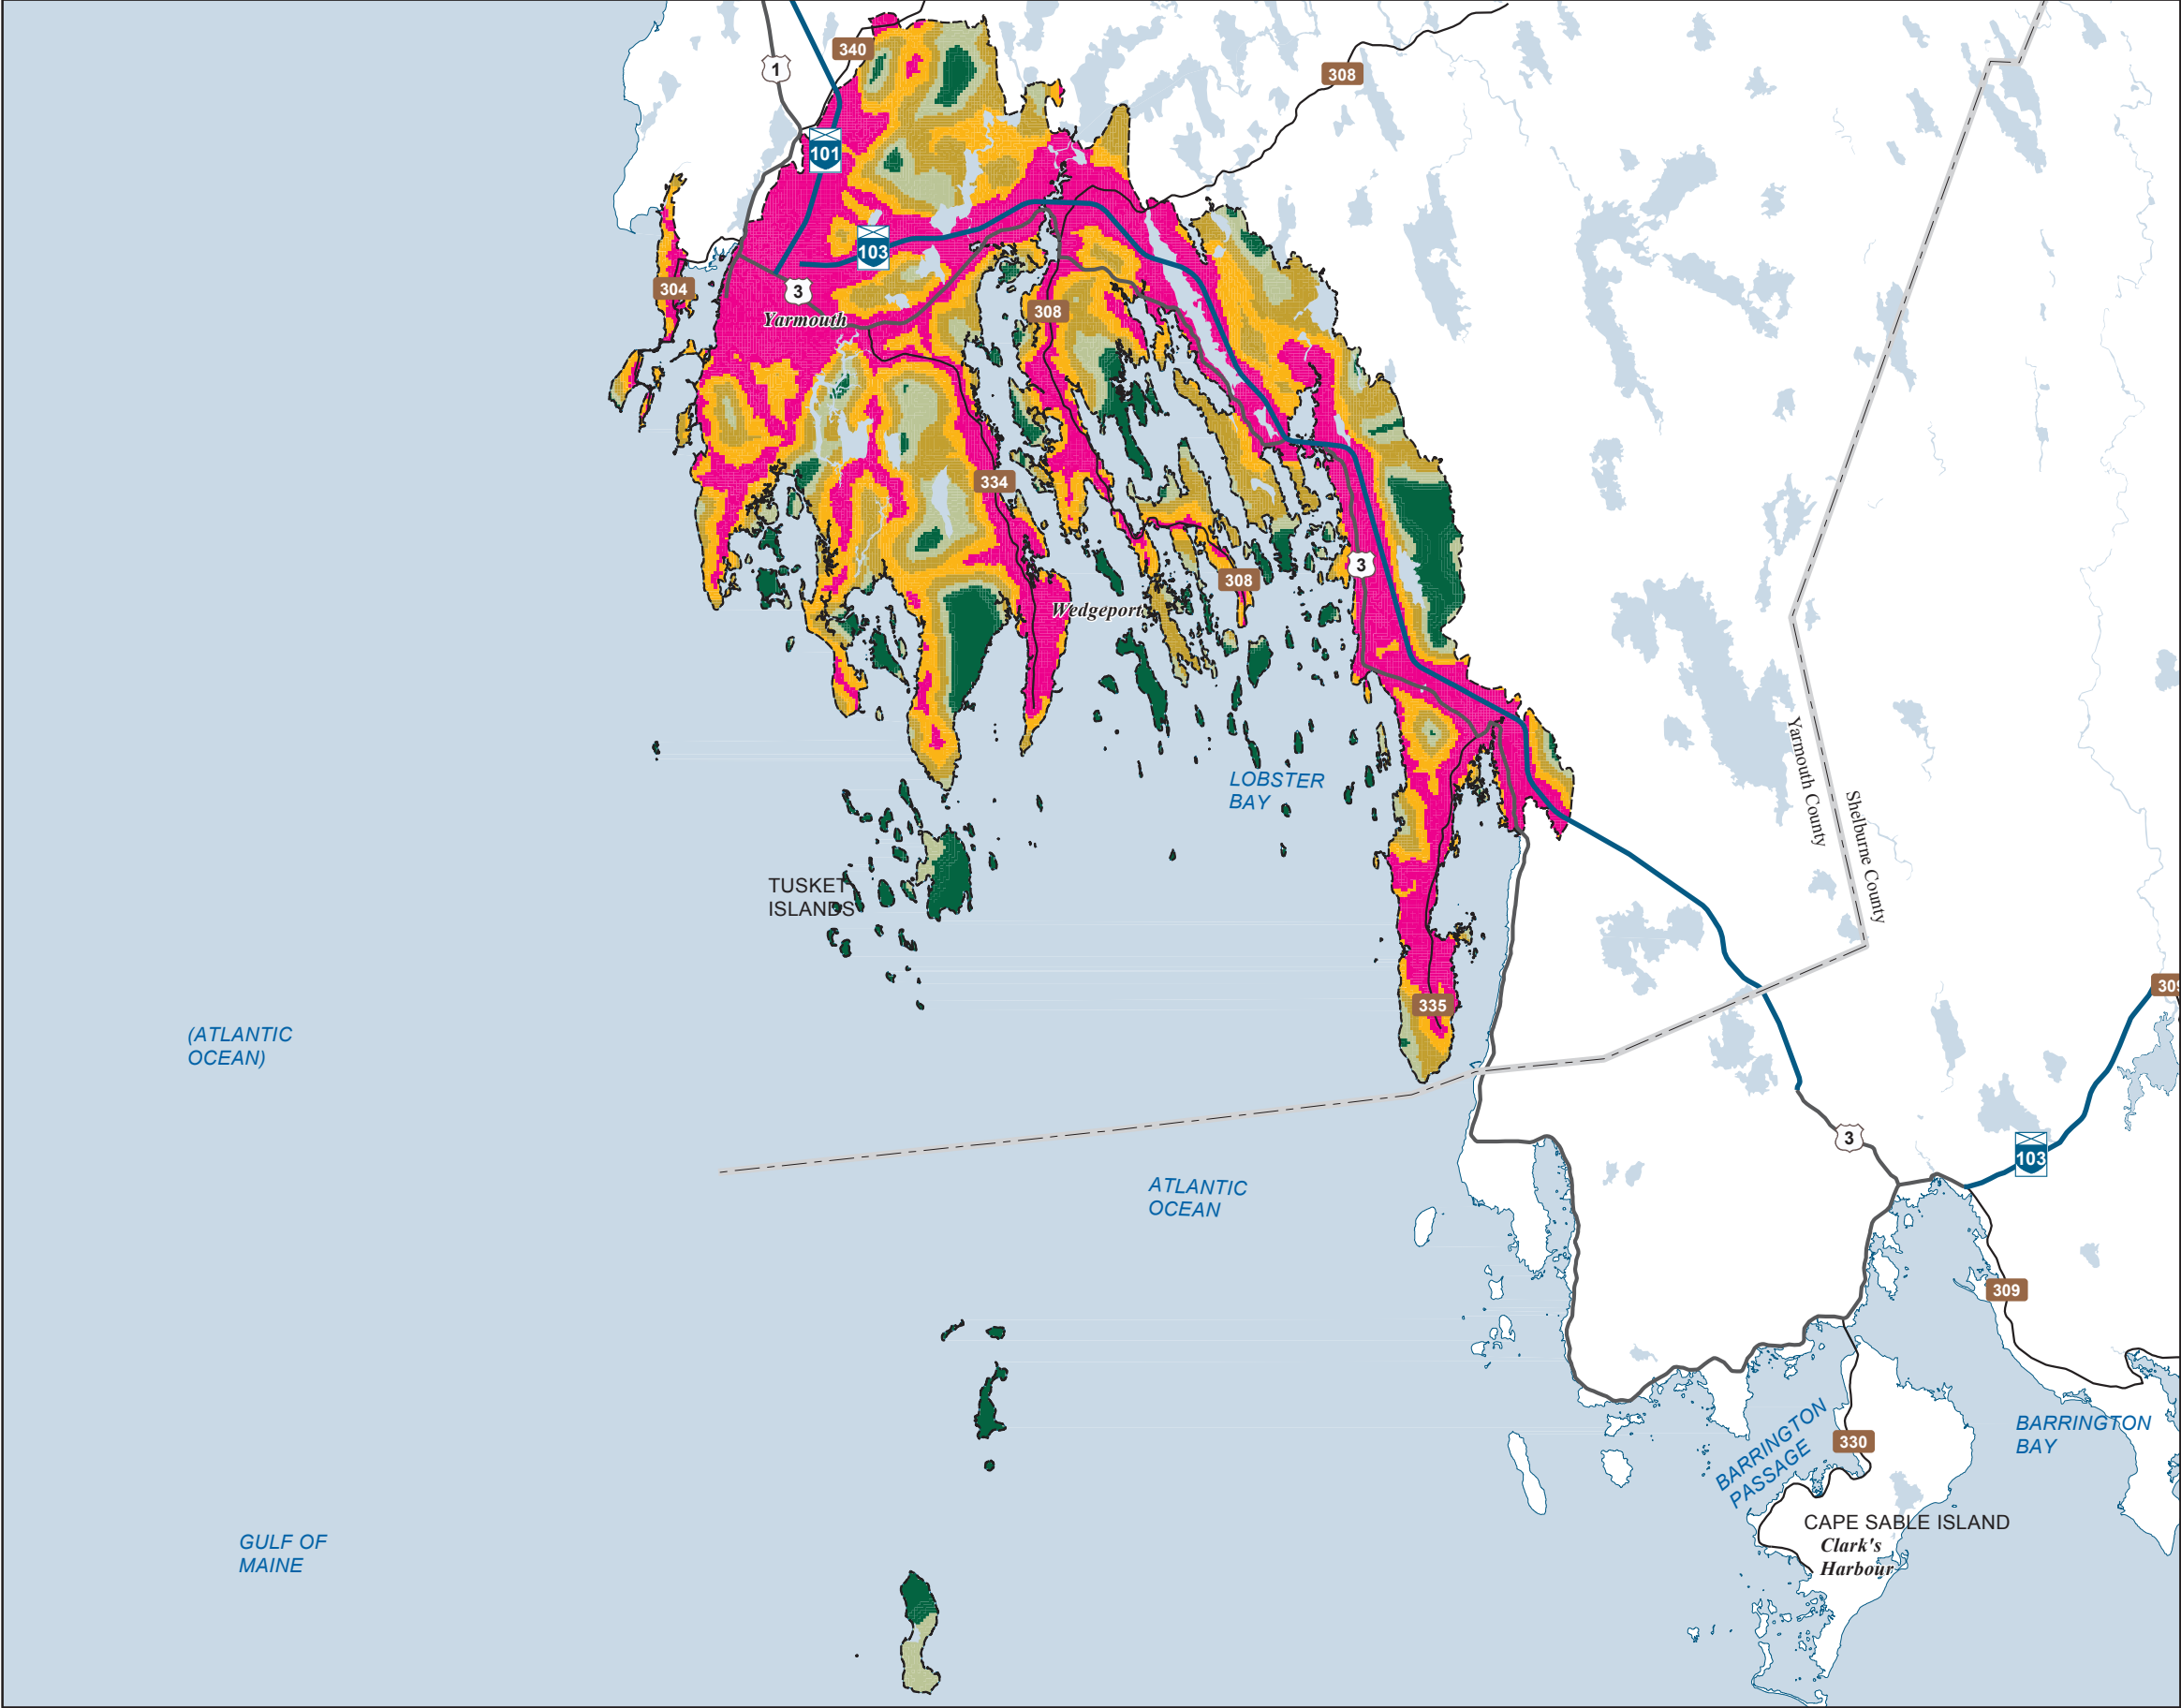 340
1
308
101
103
304
3
Yarmouth
308
334
3
308
Wedgeport
LOBSTER
BAY
Yarmouth County
Shelburne County
TUSKET
ISLANDS
335
309
(ATLANTIC
OCEAN)
3
103
ATLANTIC
OCEAN
309
BARRINGTON
PASSAGE
330
BARRINGTON
BAY
GULF OF
MAINE
CAPE SABLE ISLAND
Clark's
Harbour